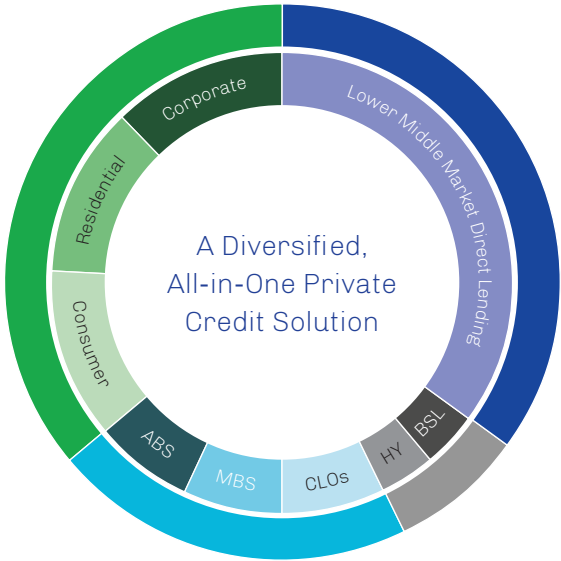 Corporate
Lower Middle Market Direct Lending
Residential
A Diversified,
All-in-One Private
Credit Solution
Consumer
ABS
MBS
CLOs
HY
BSL